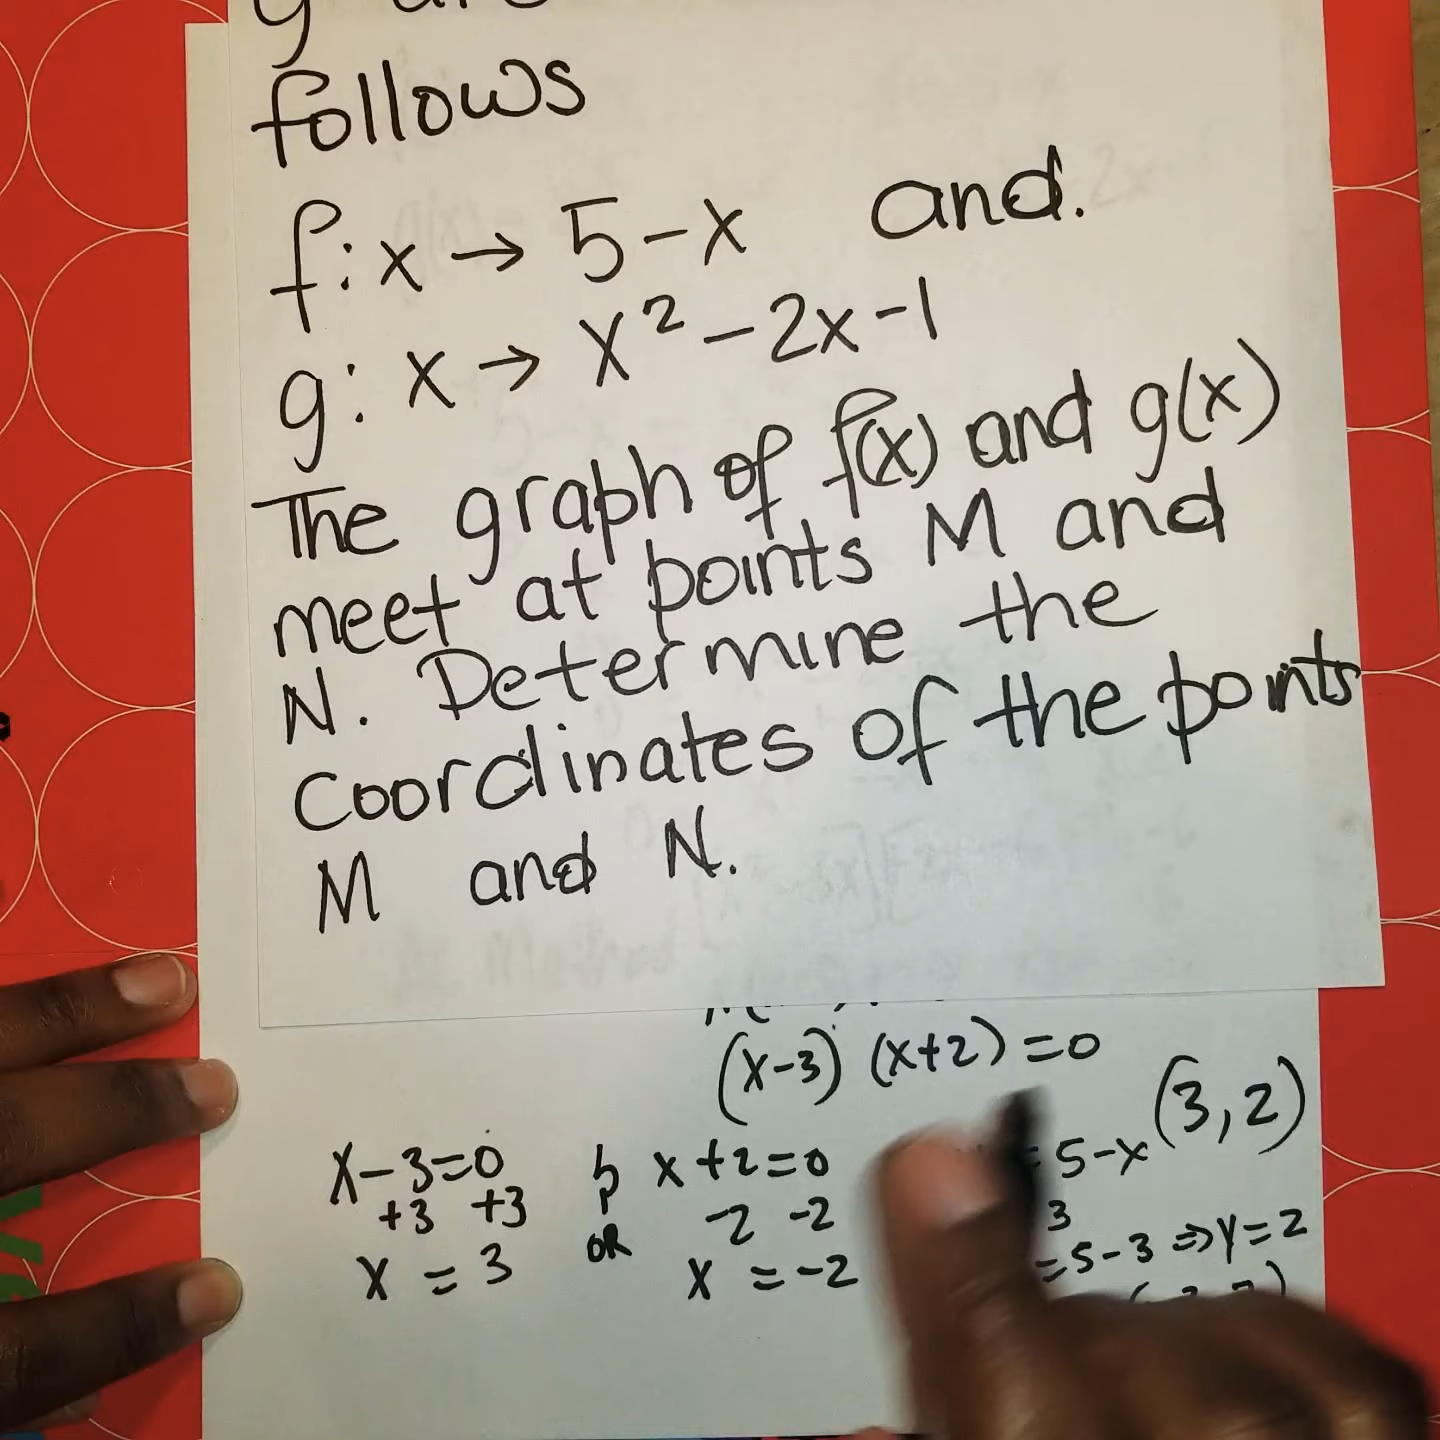 follows
f: x → 5-x and.
g: x → x² - 2x - 1
The graph of f(x) and g(x)
meet at points M and
N. Determine the
coordinates of the points
M and N.
(x-3) (x+2) = 0
(3, 2)
x-3=0 x+2=0 = 5-x
+3 +3 OR -2 -2 3
x = 3 x = -2 = 5-3 ⇒ y = 2